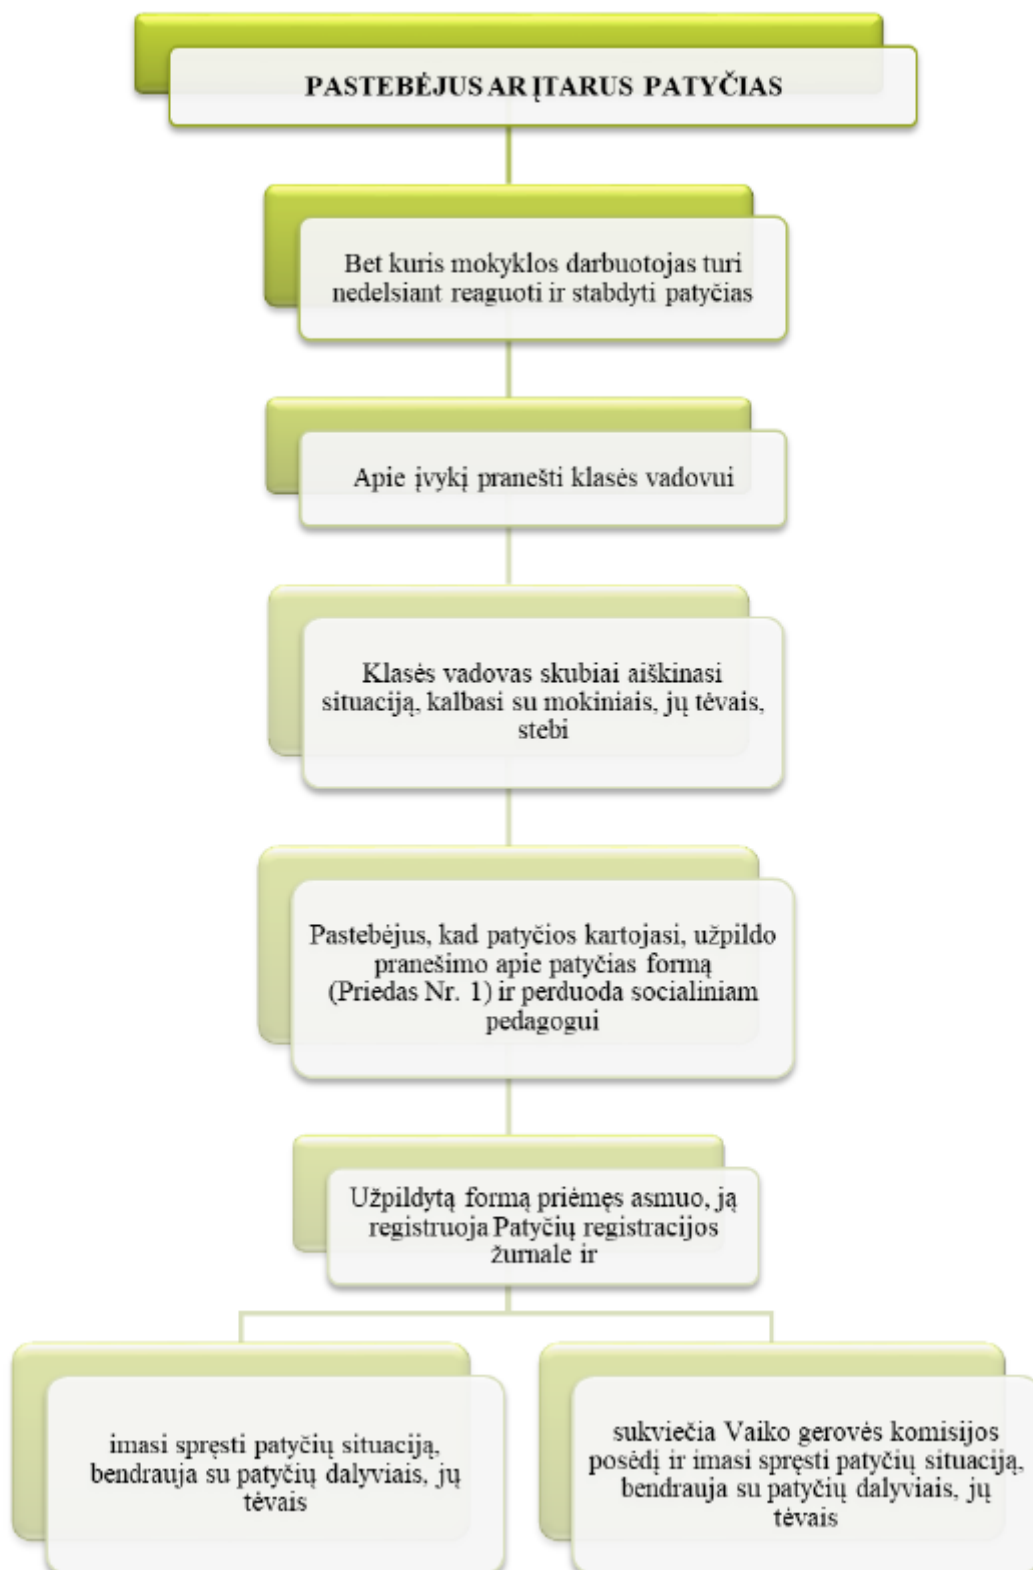 PASTEBĖJUS AR ĮTARUS PATYČIAS
Bet kuris mokyklos darbuotojas turi
nedelsiant reaguoti ir stabdyti patyčias
Apie įvykį pranešti klasės vadovui
Klasės vadovas skubiai aiškinasi
situaciją, kalbasi su mokiniais, jų tėvais,
stebi
Pastebėjus, kad patyčios kartojasi, užpildo
pranešimo apie patyčias formą
(Priedas Nr. 1) ir perduoda socialiniam
pedagogui
Užpildytą formą priėmęs asmuo, ją
registruoja Patyčių registracijos
žurnale ir
imasi spręsti patyčių situaciją,
bendrauja su patyčių dalyviais, jų
tėvais
sukviečia Vaiko gerovės komisijos
posėdį ir imasi spręsti patyčių situaciją,
bendrauja su patyčių dalyviais, jų
tėvais